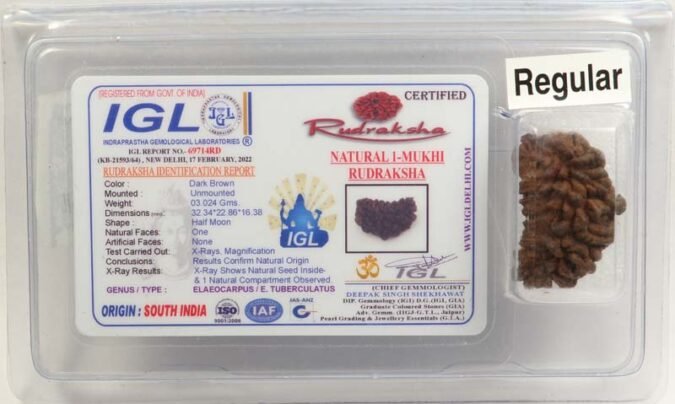 [REGISTERED FROM GOVT. OF INDIA]
IGL
INDRAPRASTHA GEMOLOGICAL LABORATORIES
IGL REPORT NO.- 69714RD
(KB-21593/64) , NEW DELHI, 17 FEBRUARY, 2022
RUDRAKSHA IDENTIFICATION REPORT
Color : Dark Brown
Mounted : Unmounted
Weight: 03.024 Gms.
Dimensions : 32.34*22.86*16.38
Shape : Half Moon
Natural Faces: One
Artificial Faces: None
Test Carried Out: X-Rays, Magnification
Conclusions: Results Confirm Natural Origin
X-Ray Results: X-Ray Shows Natural Seed Inside-
& 1 Natural Compartment Observed
GENUS / TYPE : ELAEOCARPUS / E. TUBERCULATUS
ORIGIN : SOUTH INDIA
ISO
9001:2008
IAF
JAS-ANZ
IGL
CERTIFIED
Rudraksha
NATURAL 1-MUKHI
RUDRAKSHA
WWW.IGLDELHI.COM
ॐ
IGL
(CHIEF GEMMOLOGIST)
DEEPAK SINGH SHEKHAWAT
DIP. Gemmology (IGI) D.G. (IGI, GIA)
Graduate Coloured Stones (GIA)
Adv. Gemm. (IIGJ-G.T.L., Jaipur)
Pearl Grading & Jewellery Essentials (G.I.A.)
Regular